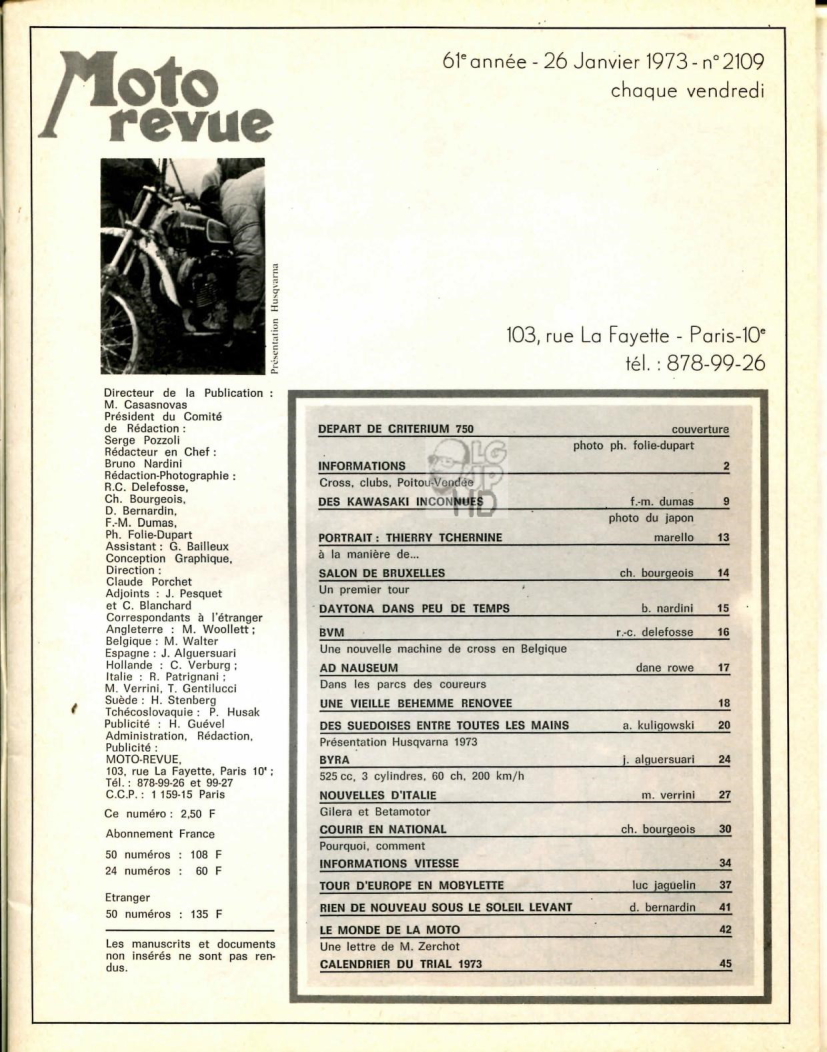 Moto
revue
61e année - 26 Janvier 1973 - n° 2109
chaque vendredi
Présentation Husqvarna
103, rue La Fayette - Paris-10e
tél. : 878-99-26
Directeur de la Publication :
M. Casasnovas
Président du Comité
de Rédaction :
Serge Pozzoli
Rédacteur en Chef :
Bruno Nardini
Rédaction-Photographie :
R.C. Delefosse,
Ch. Bourgeois,
D. Bernardin,
F.-M. Dumas,
Ph. Folie-Dupart
Assistant : G. Bailleux
Conception Graphique,
Direction :
Claude Porchet
Adjoints : J. Pesquet
et C. Blanchard
Correspondants à l'étranger
Angleterre : M. Woollett ;
Belgique : M. Walter
Espagne : J. Alguersuari
Hollande : C. Verburg ;
Italie : R. Patrignani ;
M. Verrini, T. Gentilucci
Suède : H. Stenberg
Tchécoslovaquie : P. Husak
Publicité : H. Guével
Administration, Rédaction,
Publicité :
MOTO-REVUE,
103, rue La Fayette, Paris 10e ;
Tél. : 878-99-26 et 99-27
C.C.P. : 1 159-15 Paris
Ce numéro : 2,50 F
Abonnement France
50 numéros : 108 F
24 numéros : 60 F
Etranger
50 numéros : 135 F
Les manuscrits et documents
non insérés ne sont pas ren-
dus.
DEPART DE CRITERIUM 750 couverture
photo ph. folie-dupart
INFORMATIONS 2
Cross, clubs, Poitou-Vendée
DES KAWASAKI INCONNUES f.-m. dumas 9
photo du japon
PORTRAIT : THIERRY TCHERNINE marello 13
à la manière de...
SALON DE BRUXELLES ch. bourgeois 14
Un premier tour
DAYTONA DANS PEU DE TEMPS b. nardini 15
BVM r.-c. delefosse 16
Une nouvelle machine de cross en Belgique
AD NAUSEUM dane rowe 17
Dans les parcs des coureurs
UNE VIEILLE BEHEMME RENOVEE 18
DES SUEDOISES ENTRE TOUTES LES MAINS a. kuligowski 20
Présentation Husqvarna 1973
BYRA j. alguersuari 24
525 cc, 3 cylindres, 60 ch, 200 km/h
NOUVELLES D'ITALIE m. verrini 27
Gilera et Betamotor
COURIR EN NATIONAL ch. bourgeois 30
Pourquoi, comment
INFORMATIONS VITESSE 34
TOUR D'EUROPE EN MOBYLETTE luc jaguelin 37
RIEN DE NOUVEAU SOUS LE SOLEIL LEVANT d. bernardin 41
LE MONDE DE LA MOTO 42
Une lettre de M. Zerchot
CALENDRIER DU TRIAL 1973 45